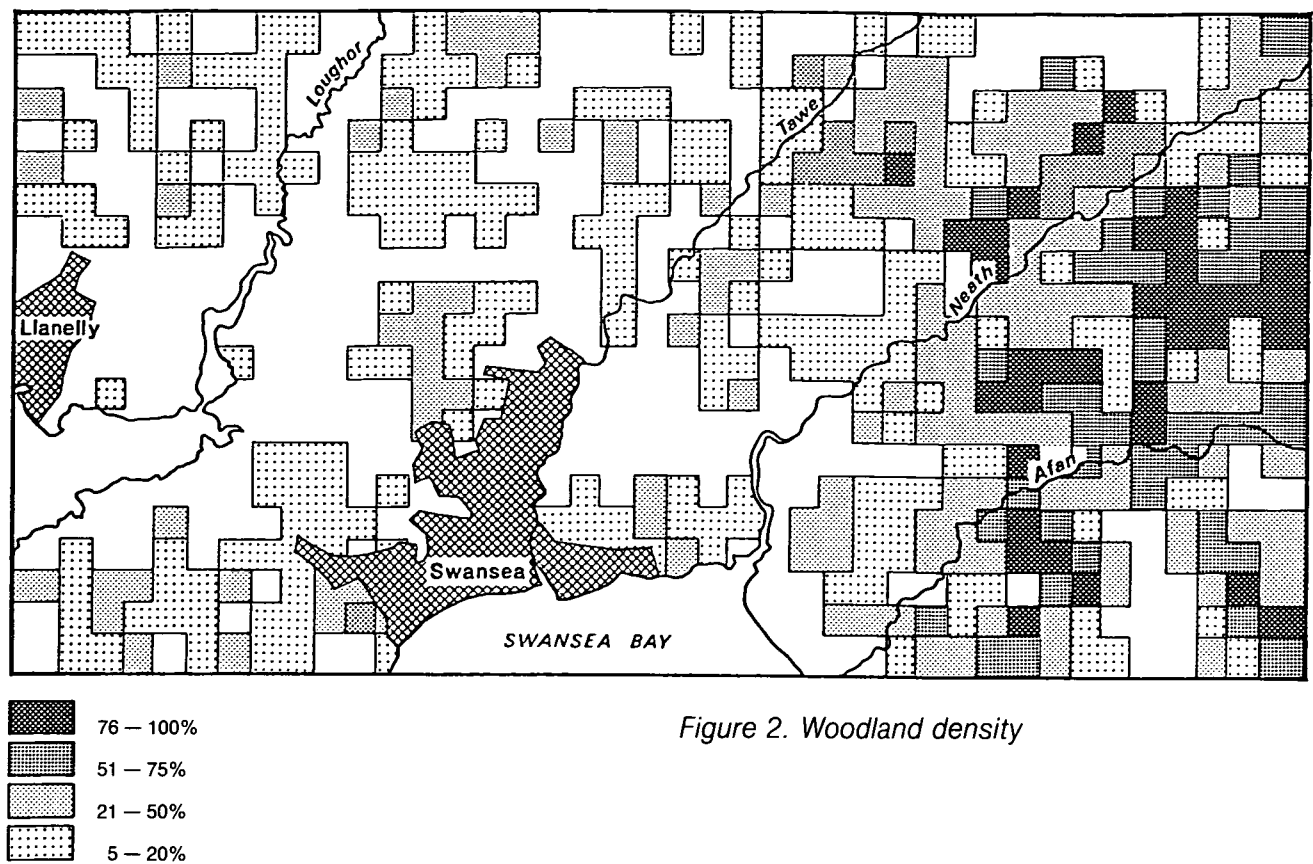 Loughor
Tawe
Neath
Llanelly
Afan
Swansea
SWANSEA BAY
Figure 2. Woodland density
76 — 100%
51 — 75%
21 — 50%
5 — 20%